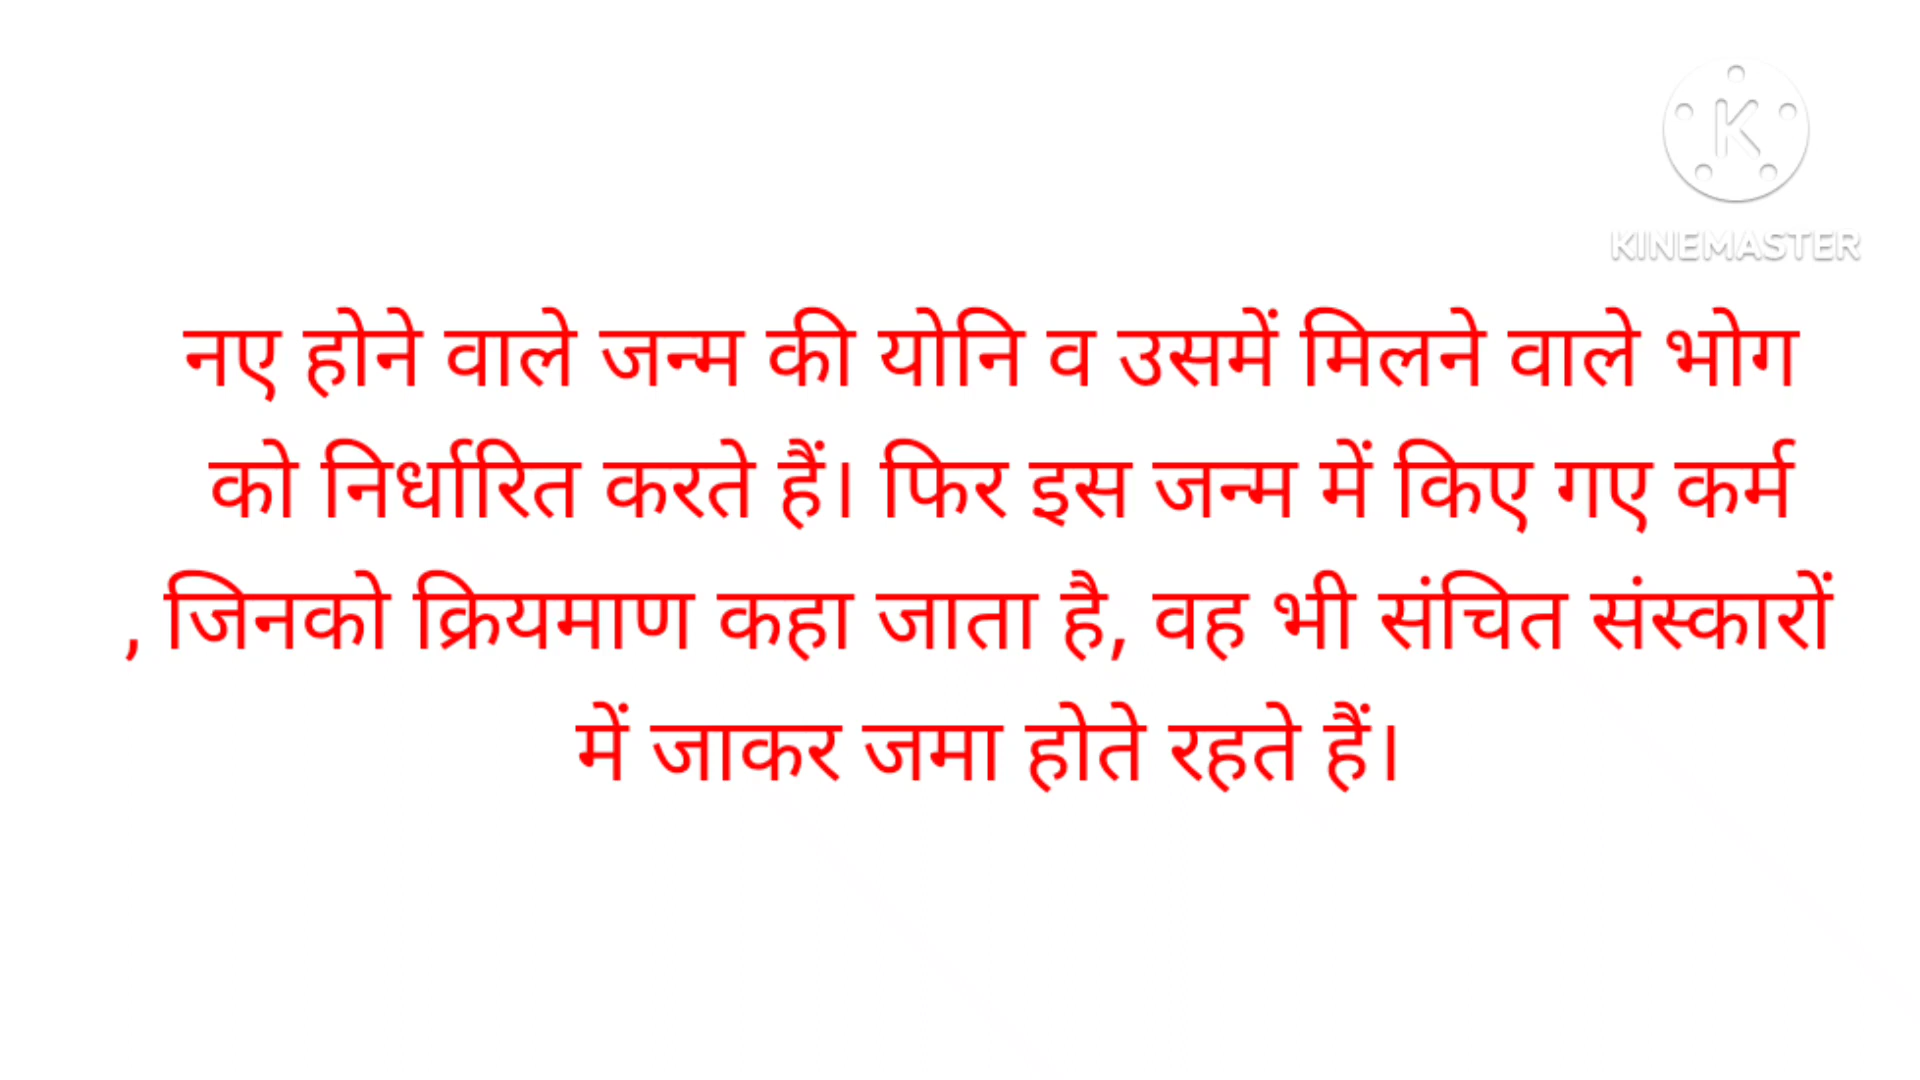 KINEMASTER
नए होने वाले जन्म की योनि व उसमें मिलने वाले भोग
को निर्धारित करते हैं। फिर इस जन्म में किए गए कर्म
, जिनको क्रियमाण कहा जाता है, वह भी संचित संस्कारों
में जाकर जमा होते रहते हैं।